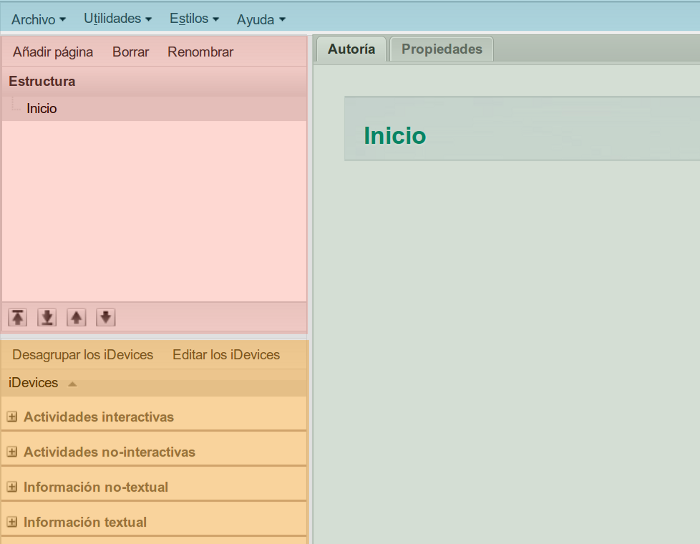 Archivo Utilidades Estilos Ayuda
Añadir página Borrar Renombrar
Estructura
Inicio
Autoría Propiedades
Inicio
Desagrupar los iDevices Editar los iDevices
iDevices
Actividades interactivas
Actividades no-interactivas
Información no-textual
Información textual